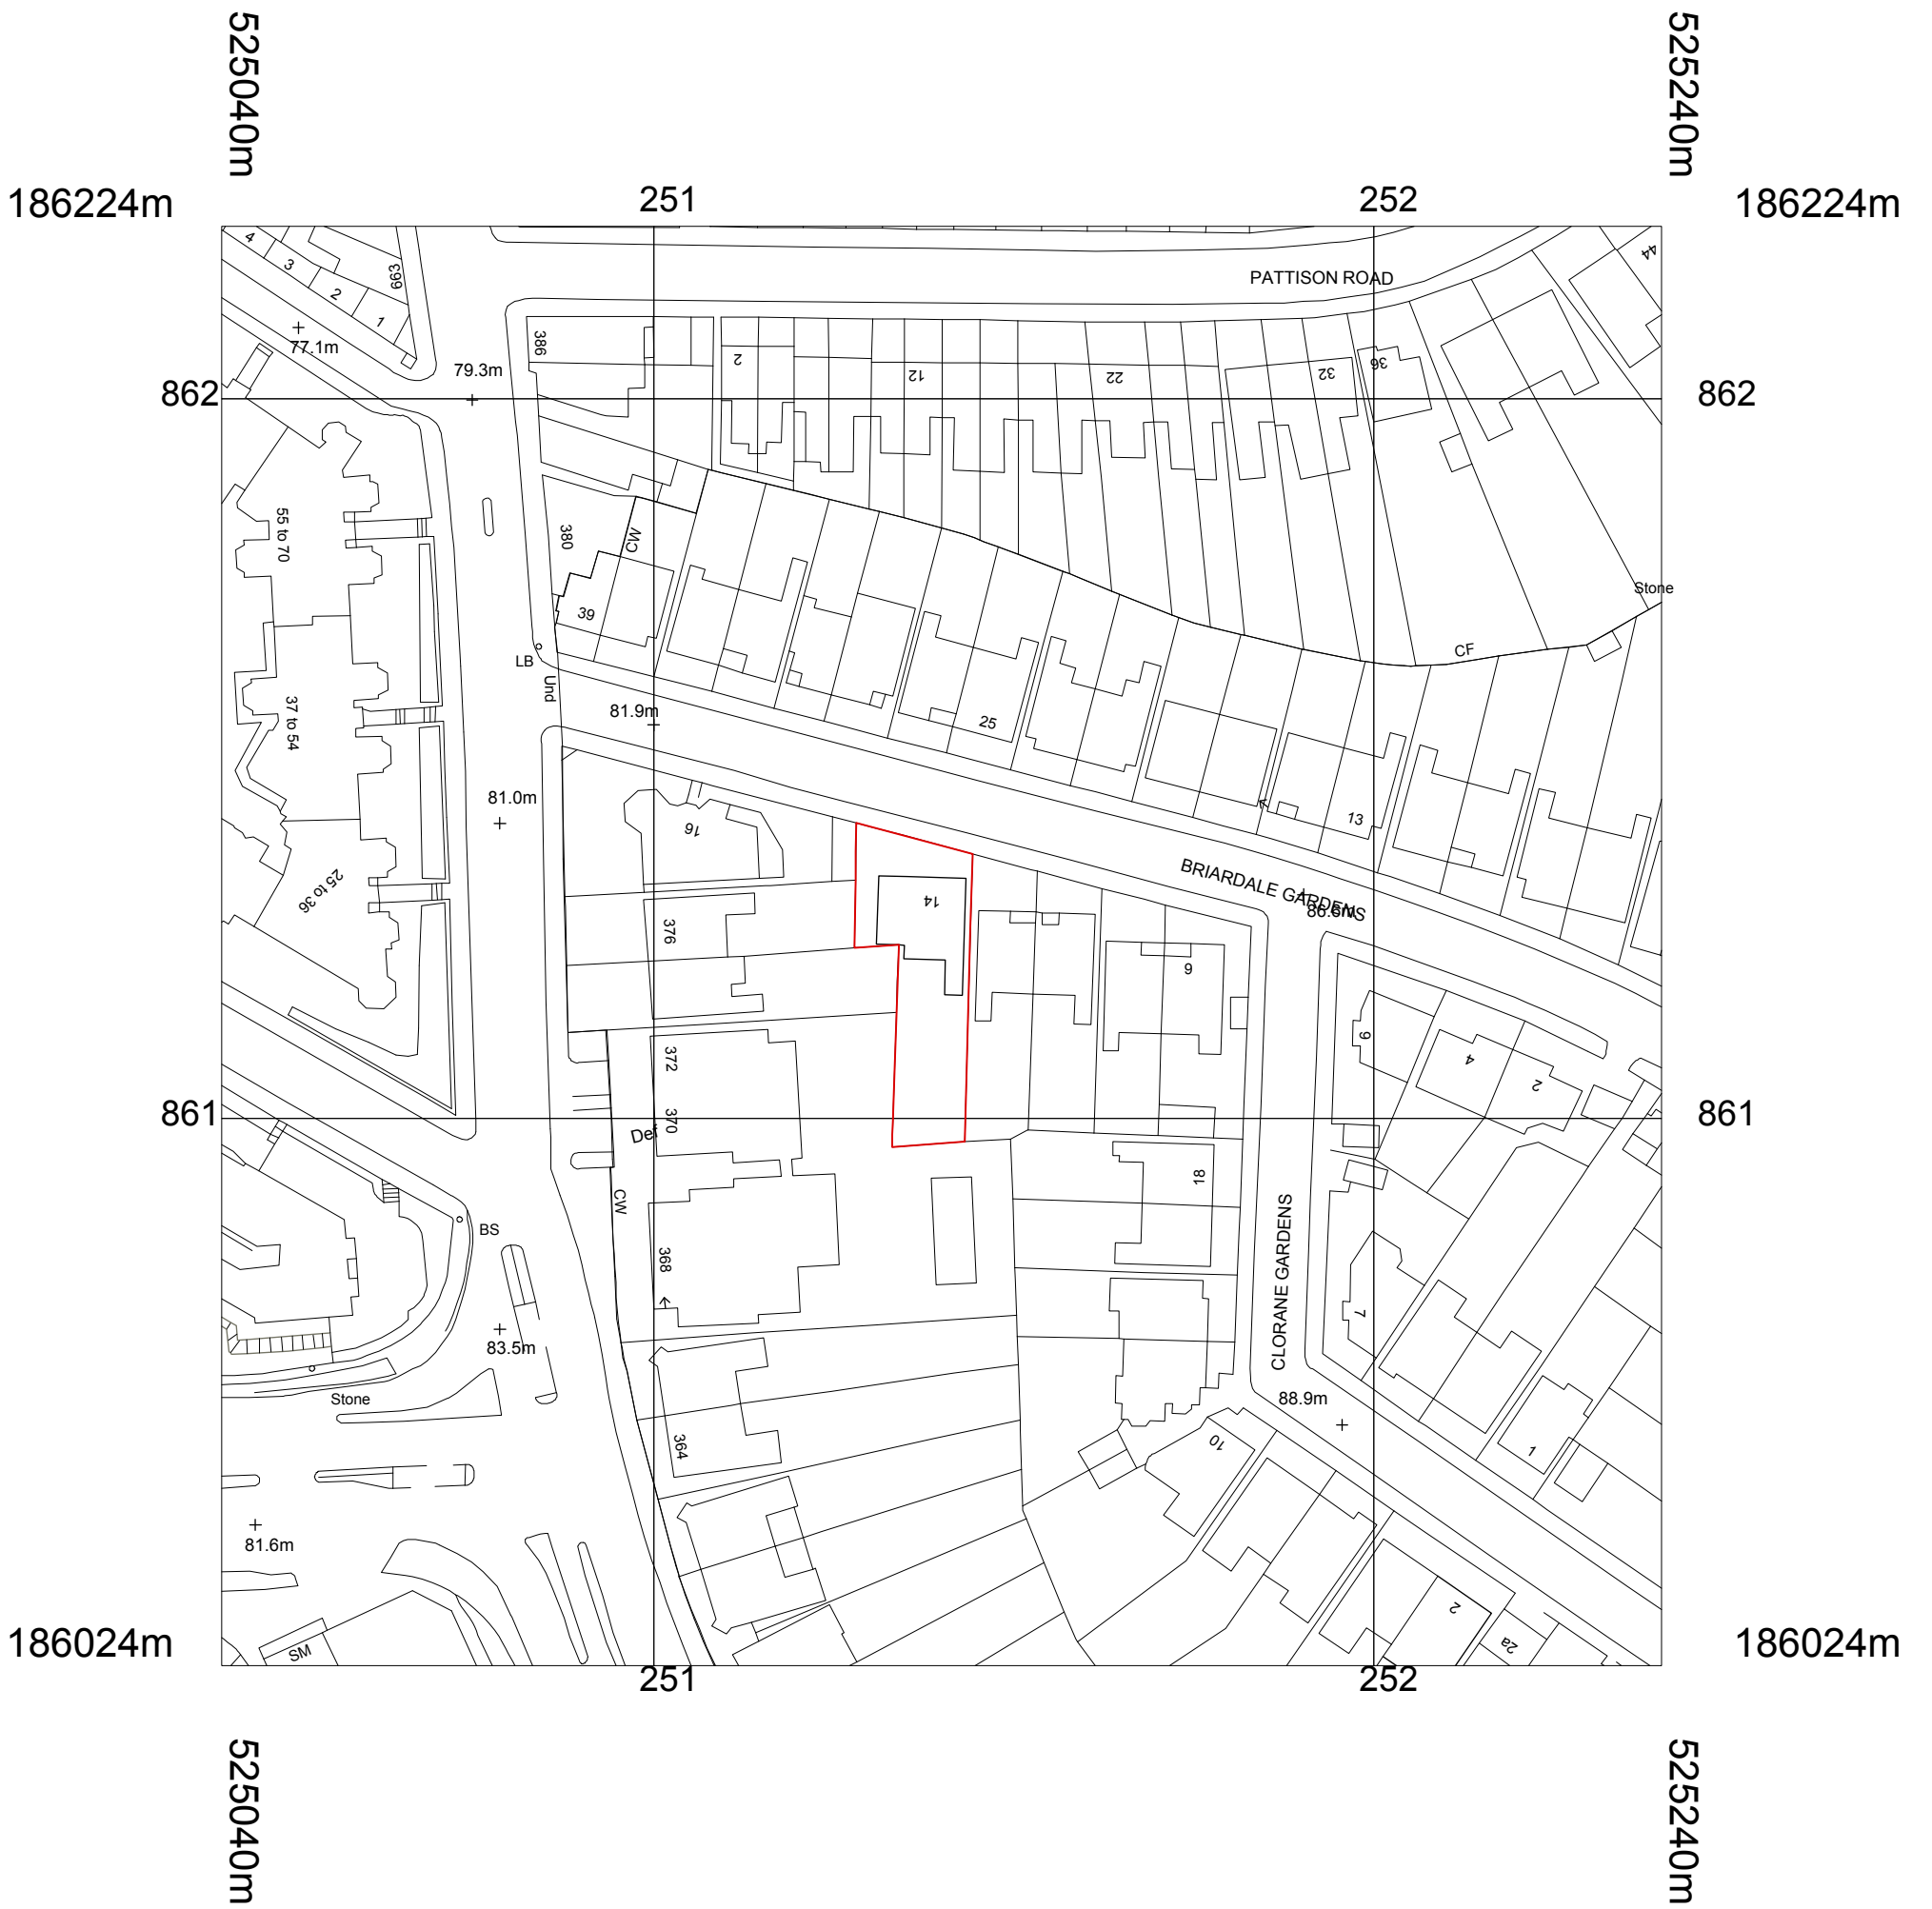 525040m
525240m
186224m
251
252
186224m
4
3
2
1
693
PATTISON ROAD
44
77.1m
79.3m
386
2
12
22
32
36
862
862
55 to 70
380
CW
39
Stone
CF
LB
Und
37 to 54
81.9m
25
13
81.0m
16
BRIARDALE GARDENS
86.6m
25 to 36
376
14
9
6
4
2
372
370
Def
861
861
18
CW
BS
368
CLORANE GARDENS
7
83.5m
Stone
88.9m
364
10
1
81.6m
SM
2
2a
186024m
251
252
186024m
525040m
525240m